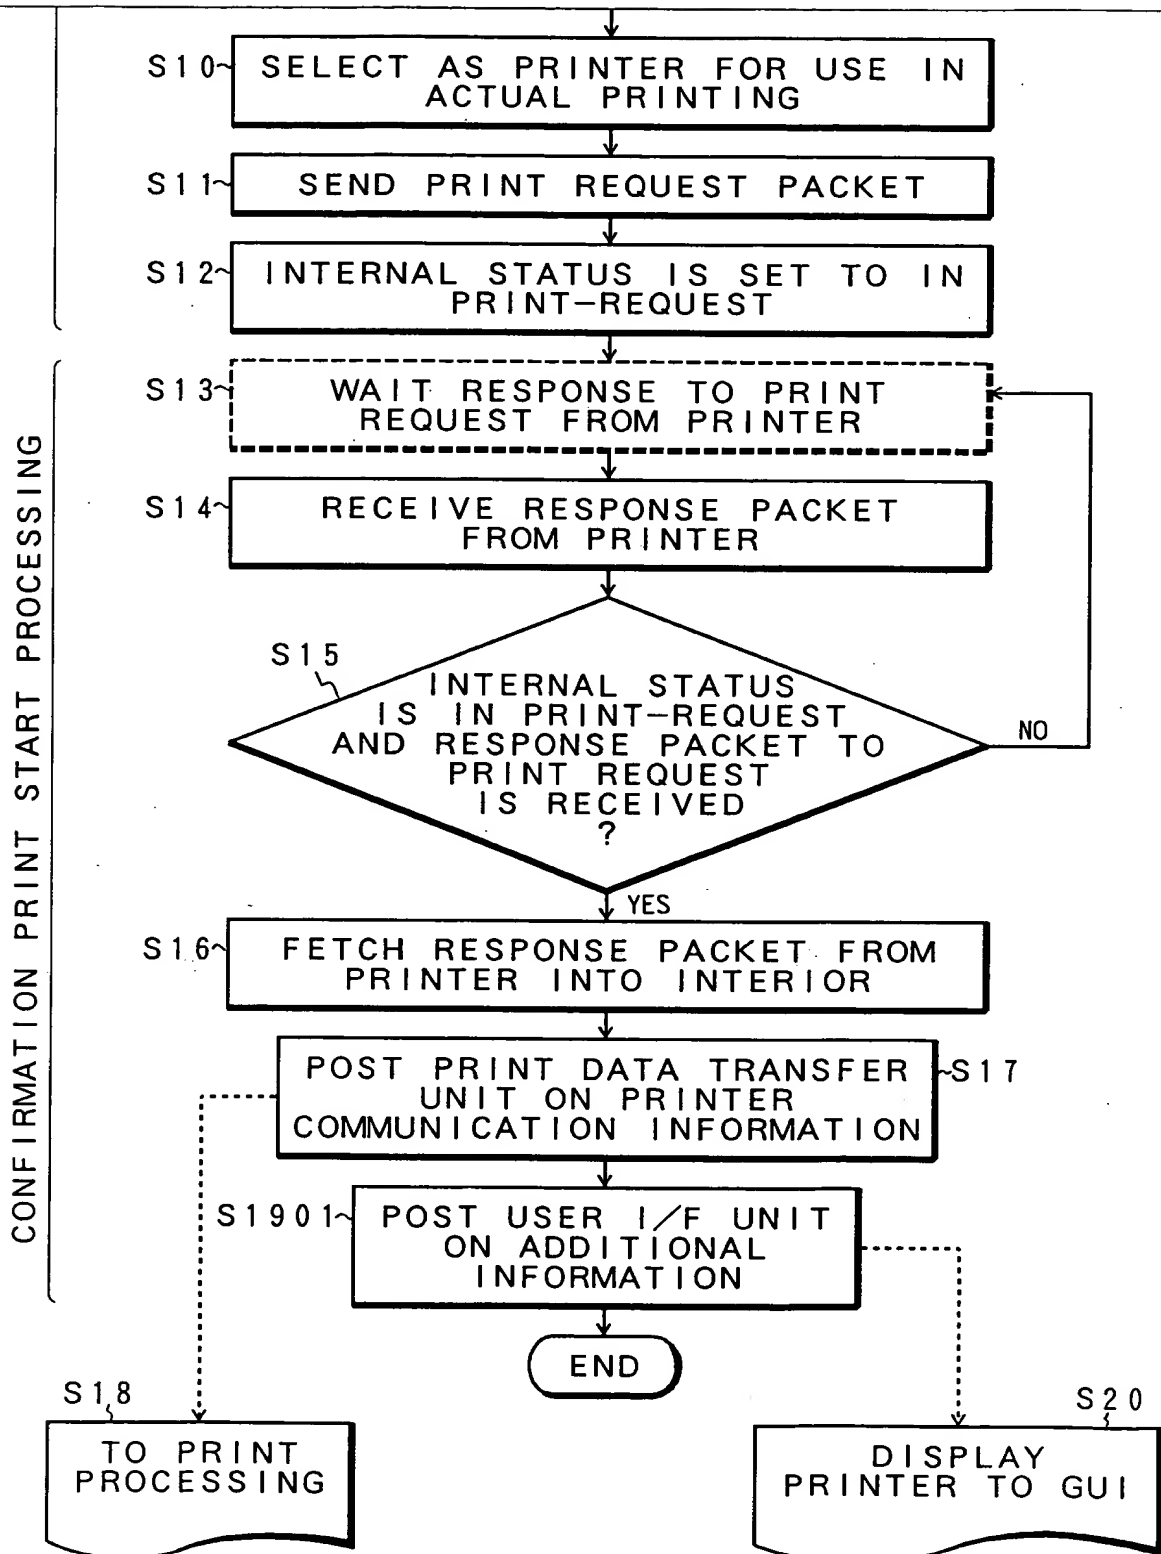 S10
SELECT AS PRINTER FOR USE IN
ACTUAL PRINTING
S11
SEND PRINT REQUEST PACKET
S12
INTERNAL STATUS IS SET TO IN
PRINT-REQUEST
S13
WAIT RESPONSE TO PRINT
REQUEST FROM PRINTER
S14
RECEIVE RESPONSE PACKET
FROM PRINTER
S15
INTERNAL STATUS
IS IN PRINT-REQUEST
AND RESPONSE PACKET TO
PRINT REQUEST
IS RECEIVED
?
NO
YES
CONFIRMATION PRINT START PROCESSING
S16
FETCH RESPONSE PACKET FROM
PRINTER INTO INTERIOR
POST PRINT DATA TRANSFER
UNIT ON PRINTER
COMMUNICATION INFORMATION
S17
S1901
POST USER I/F UNIT
ON ADDITIONAL
INFORMATION
END
S18
TO PRINT
PROCESSING
S20
DISPLAY
PRINTER TO GUI